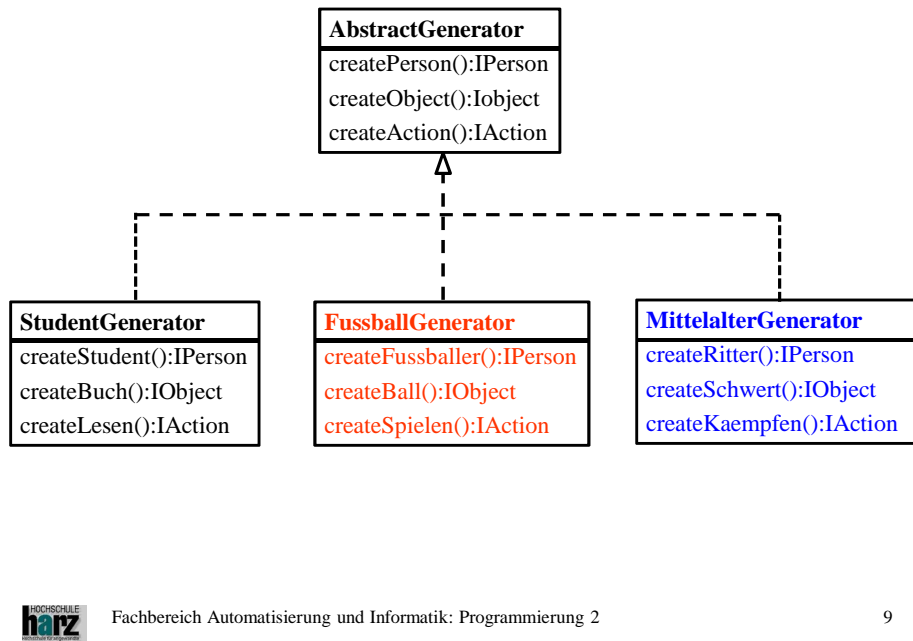 AbstractGenerator
createPerson():IPerson
createObject():Iobject
createAction():IAction
StudentGenerator
createStudent():IPerson
createBuch():IObject
createLesen():IAction
FussballGenerator
createFussballer():IPerson
createBall():IObject
createSpielen():IAction
MittelalterGenerator
createRitter():IPerson
createSchwert():IObject
createKaempfen():IAction
HOCHSCHULE
harz
Fachbereich Automatisierung und Informatik: Programmierung 2
9